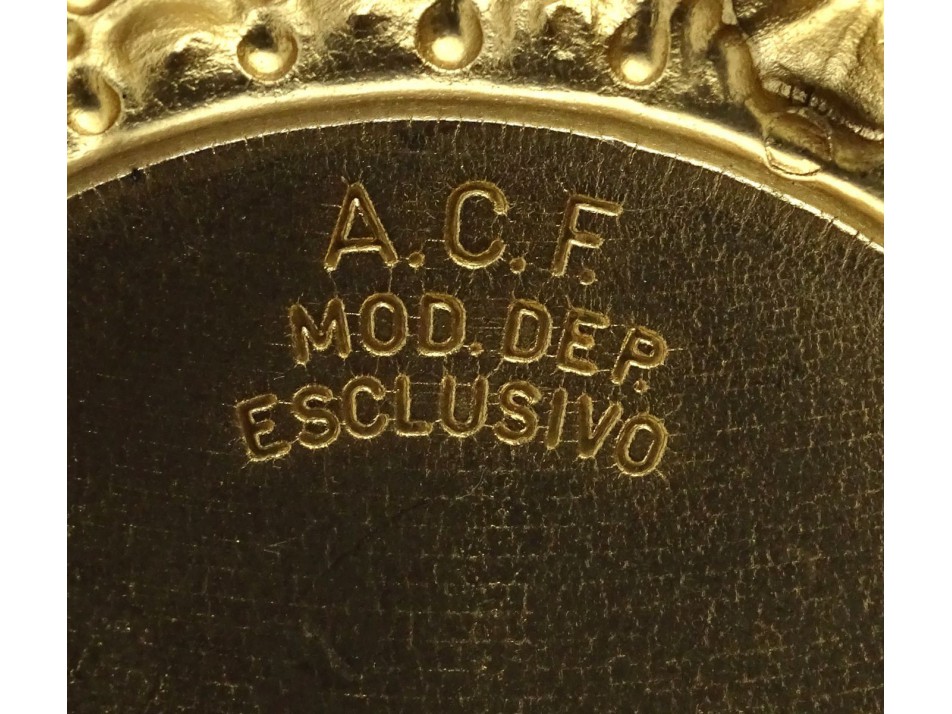 A.C.F.
MOD. DEP.
ESCLUSIVO